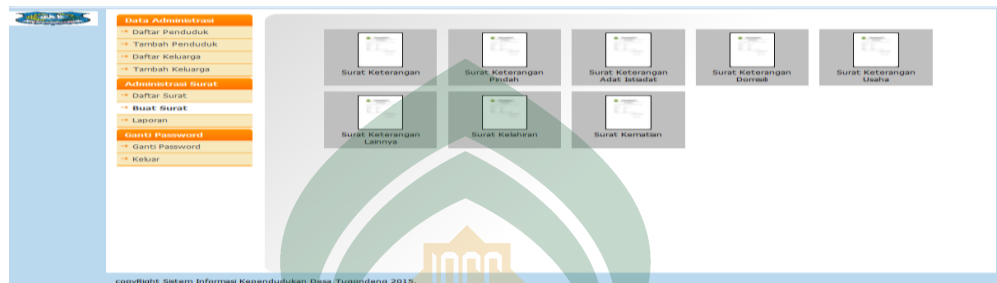 Data Administrasi
Daftar Penduduk
Tambah Penduduk
Daftar Keluarga
Tambah Keluarga
Administrasi Surat
Daftar Surat
Buat Surat
Laporan
Ganti Password
Ganti Password
Keluar
Surat Keterangan
Surat Keterangan
Pindah
Surat Keterangan
Adat Istiadat
Surat Keterangan
Domisili
Surat Keterangan
Usaha
Surat Keterangan
Lainnya
Surat Kelahiran
Surat Kematian
copyRight Sistem Informasi Kependudukan Desa Tugondeng 2015.